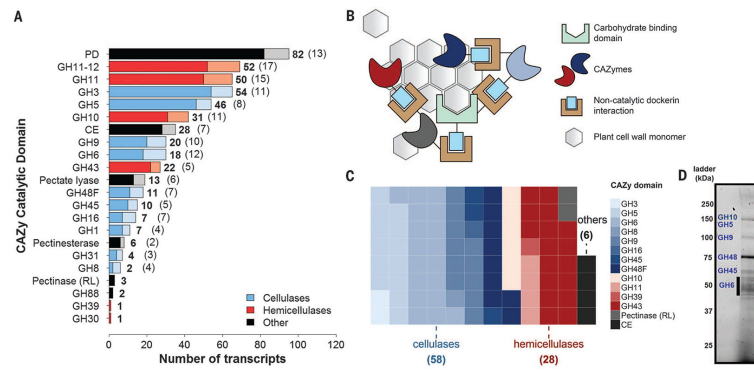 A
CAZy Catalytic Domain
PD 82 (13)
GH11-12 52 (17)
GH11 50 (15)
GH3 54 (11)
GH5 46 (8)
GH10 31 (11)
CE 28 (7)
GH9 20 (10)
GH6 18 (12)
GH43 22 (5)
Pectate lyase 13 (6)
GH48F 11 (7)
GH45 10 (5)
GH16 7 (7)
GH1 7 (4)
Pectinesterase 6 (2)
GH31 4 (3)
GH8 2 (4)
Pectinase (RL) 3
GH88 2
GH39 1
GH30 1
Cellulases
Hemicellulases
Other
0 20 40 60 80 100 120
Number of transcripts
B
Carbohydrate binding
domain
CAZymes
Non-catalytic dockerin
interaction
Plant cell wall monomer
C
CAZy domain
GH3
GH5
GH6
GH8
GH9
GH16
GH45
GH48F
GH10
GH11
GH39
GH43
Pectinase (RL)
CE
others
(6)
cellulases
(58)
hemicellulases
(28)
D
ladder
(kDa)
250
GH10
150
GH5
100
GH9
GH48
75
GH45
50
GH6
37
25